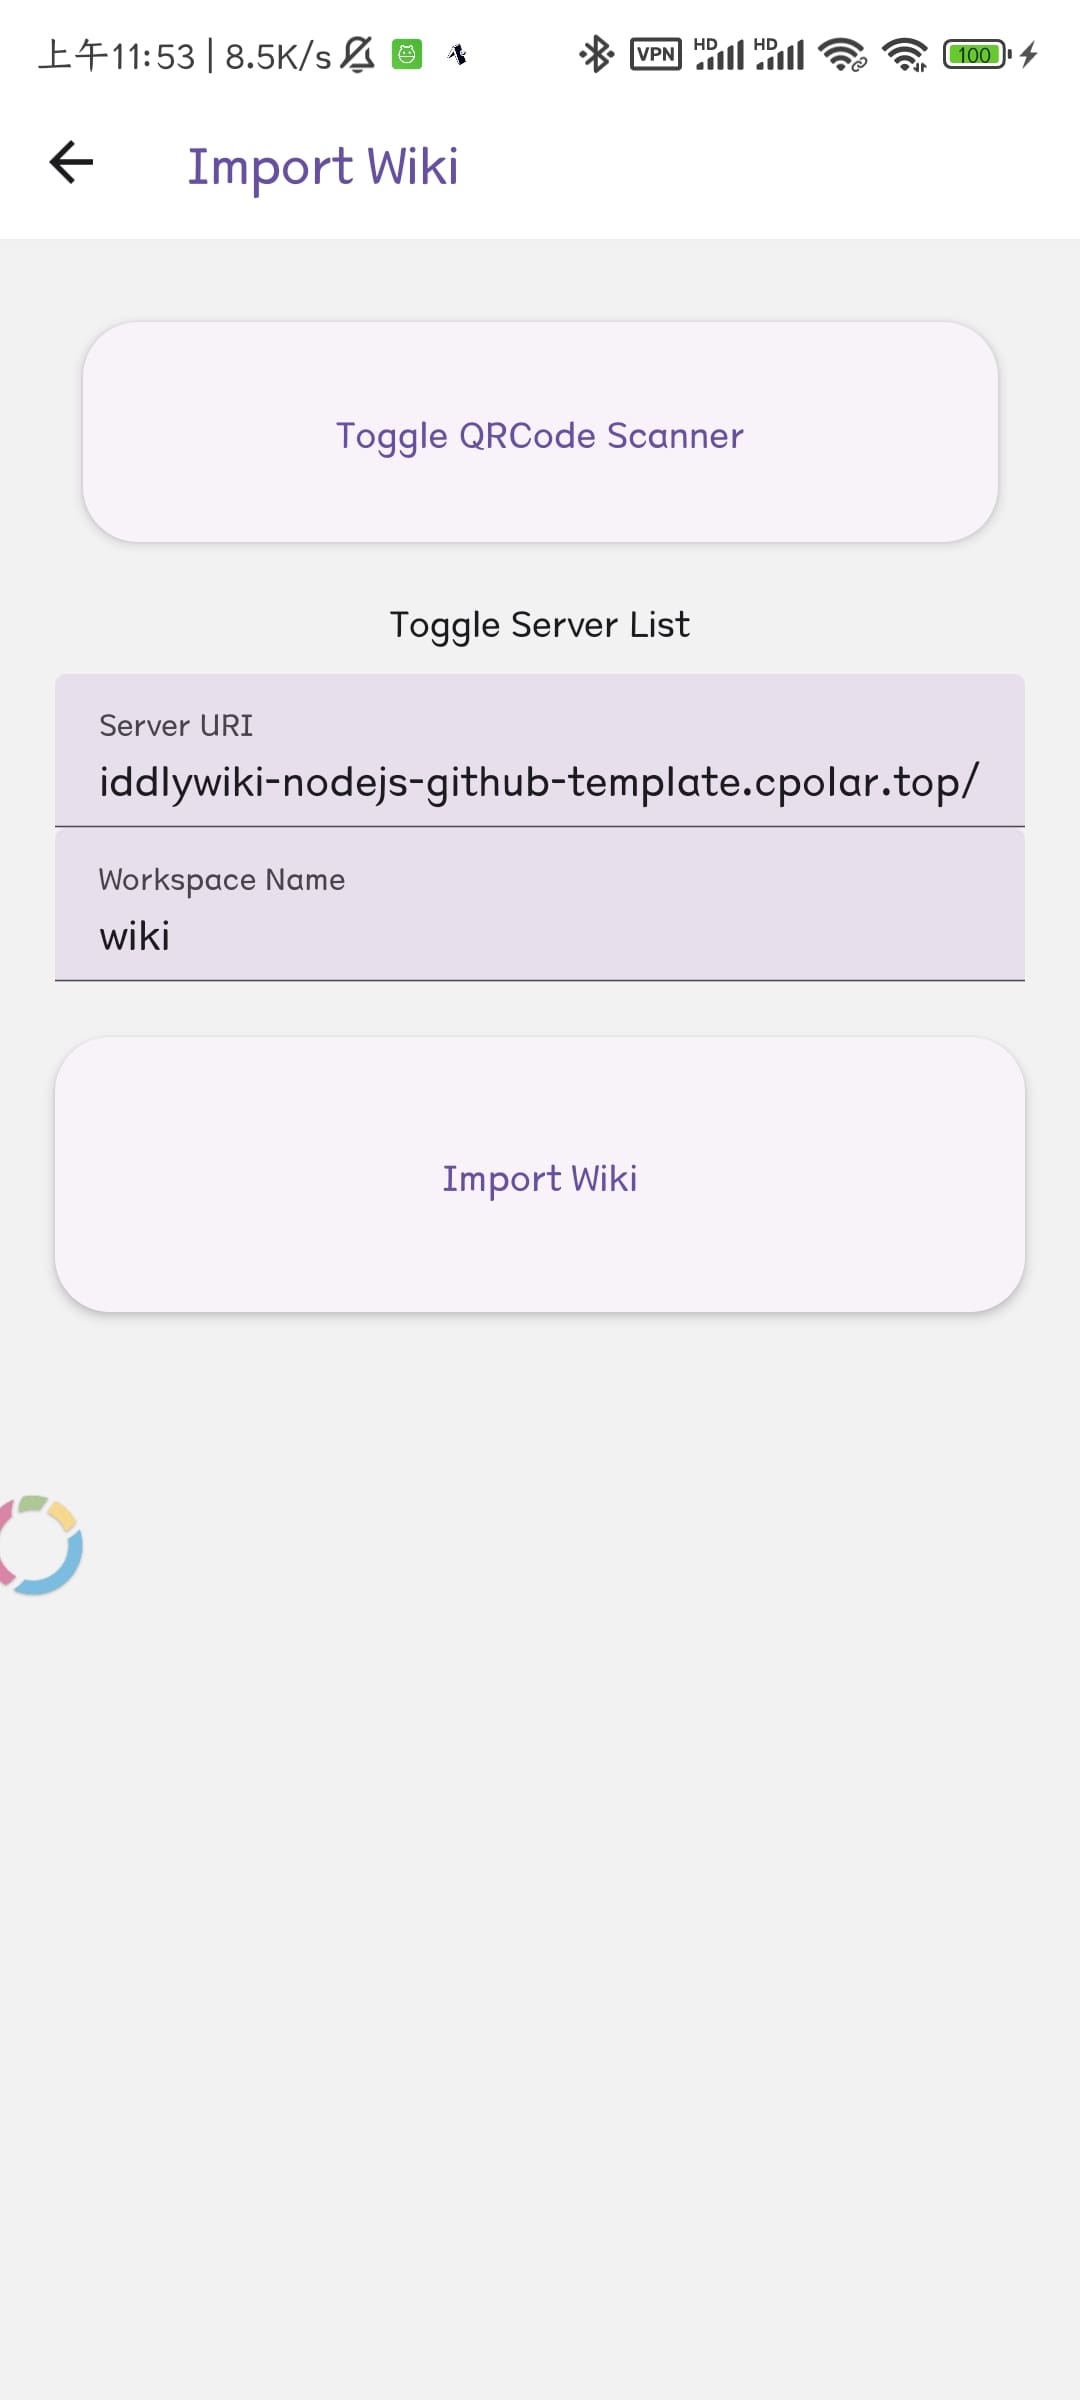 上午11:53 | 8.5K/s VPN HD HD 100
Import Wiki
Toggle QRCode Scanner
Toggle Server List
Server URI
iddlywiki-nodejs-github-template.cpolar.top/
Workspace Name
wiki
Import Wiki